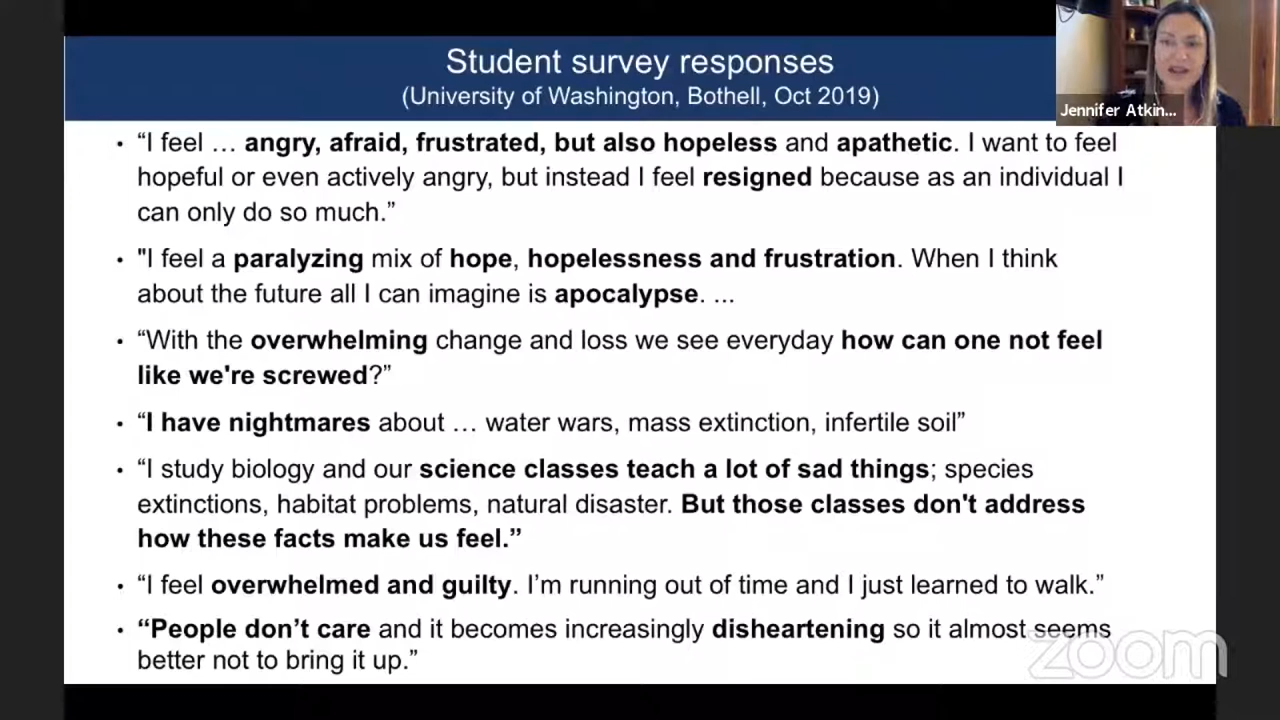 Student survey responses
(University of Washington, Bothell, Oct 2019)
Jennifer Atkin...
• “I feel … angry, afraid, frustrated, but also hopeless and apathetic. I want to feel
hopeful or even actively angry, but instead I feel resigned because as an individual I
can only do so much.”
• "I feel a paralyzing mix of hope, hopelessness and frustration. When I think
about the future all I can imagine is apocalypse. ...
• “With the overwhelming change and loss we see everyday how can one not feel
like we're screwed?”
• “I have nightmares about … water wars, mass extinction, infertile soil”
• “I study biology and our science classes teach a lot of sad things; species
extinctions, habitat problems, natural disaster. But those classes don't address
how these facts make us feel.”
• “I feel overwhelmed and guilty. I’m running out of time and I just learned to walk.”
• “People don’t care and it becomes increasingly disheartening so it almost seems
better not to bring it up.”
zoom